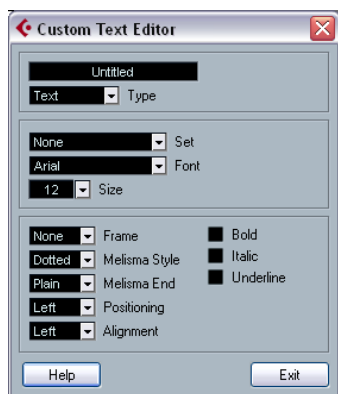 Custom Text Editor
Untitled
Text Type
None Set
Arial Font
12 Size
None Frame Bold
Dotted Melisma Style Italic
Plain Melisma End Underline
Left Positioning
Left Alignment
Help Exit